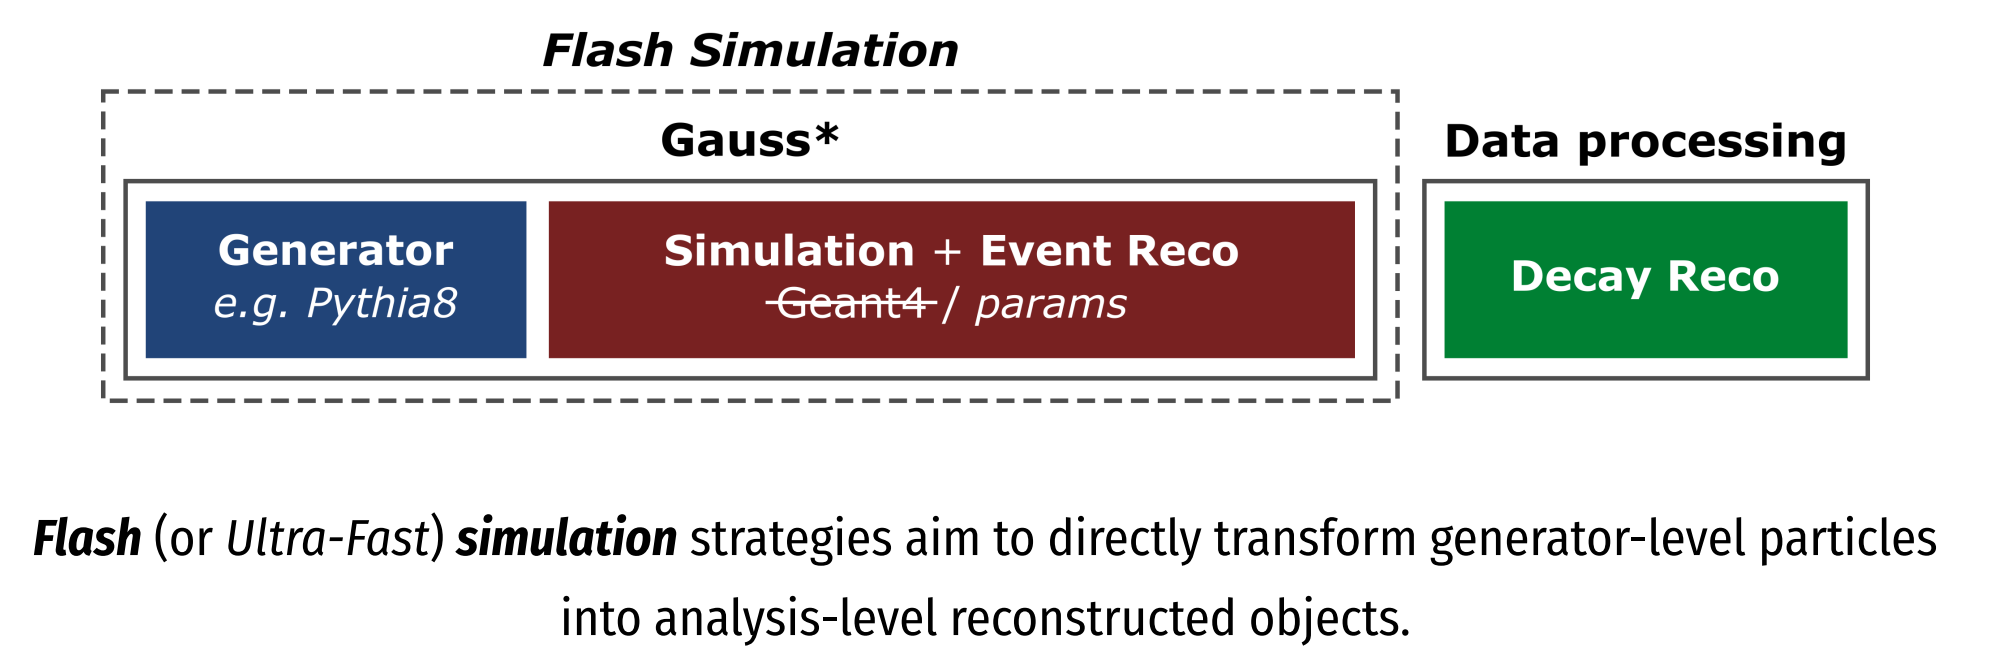 Flash Simulation
Gauss*
Data processing
Generator
e.g. Pythia8
Simulation + Event Reco
Geant4 / params
Decay Reco
Flash (or Ultra-Fast) simulation strategies aim to directly transform generator-level particles
into analysis-level reconstructed objects.